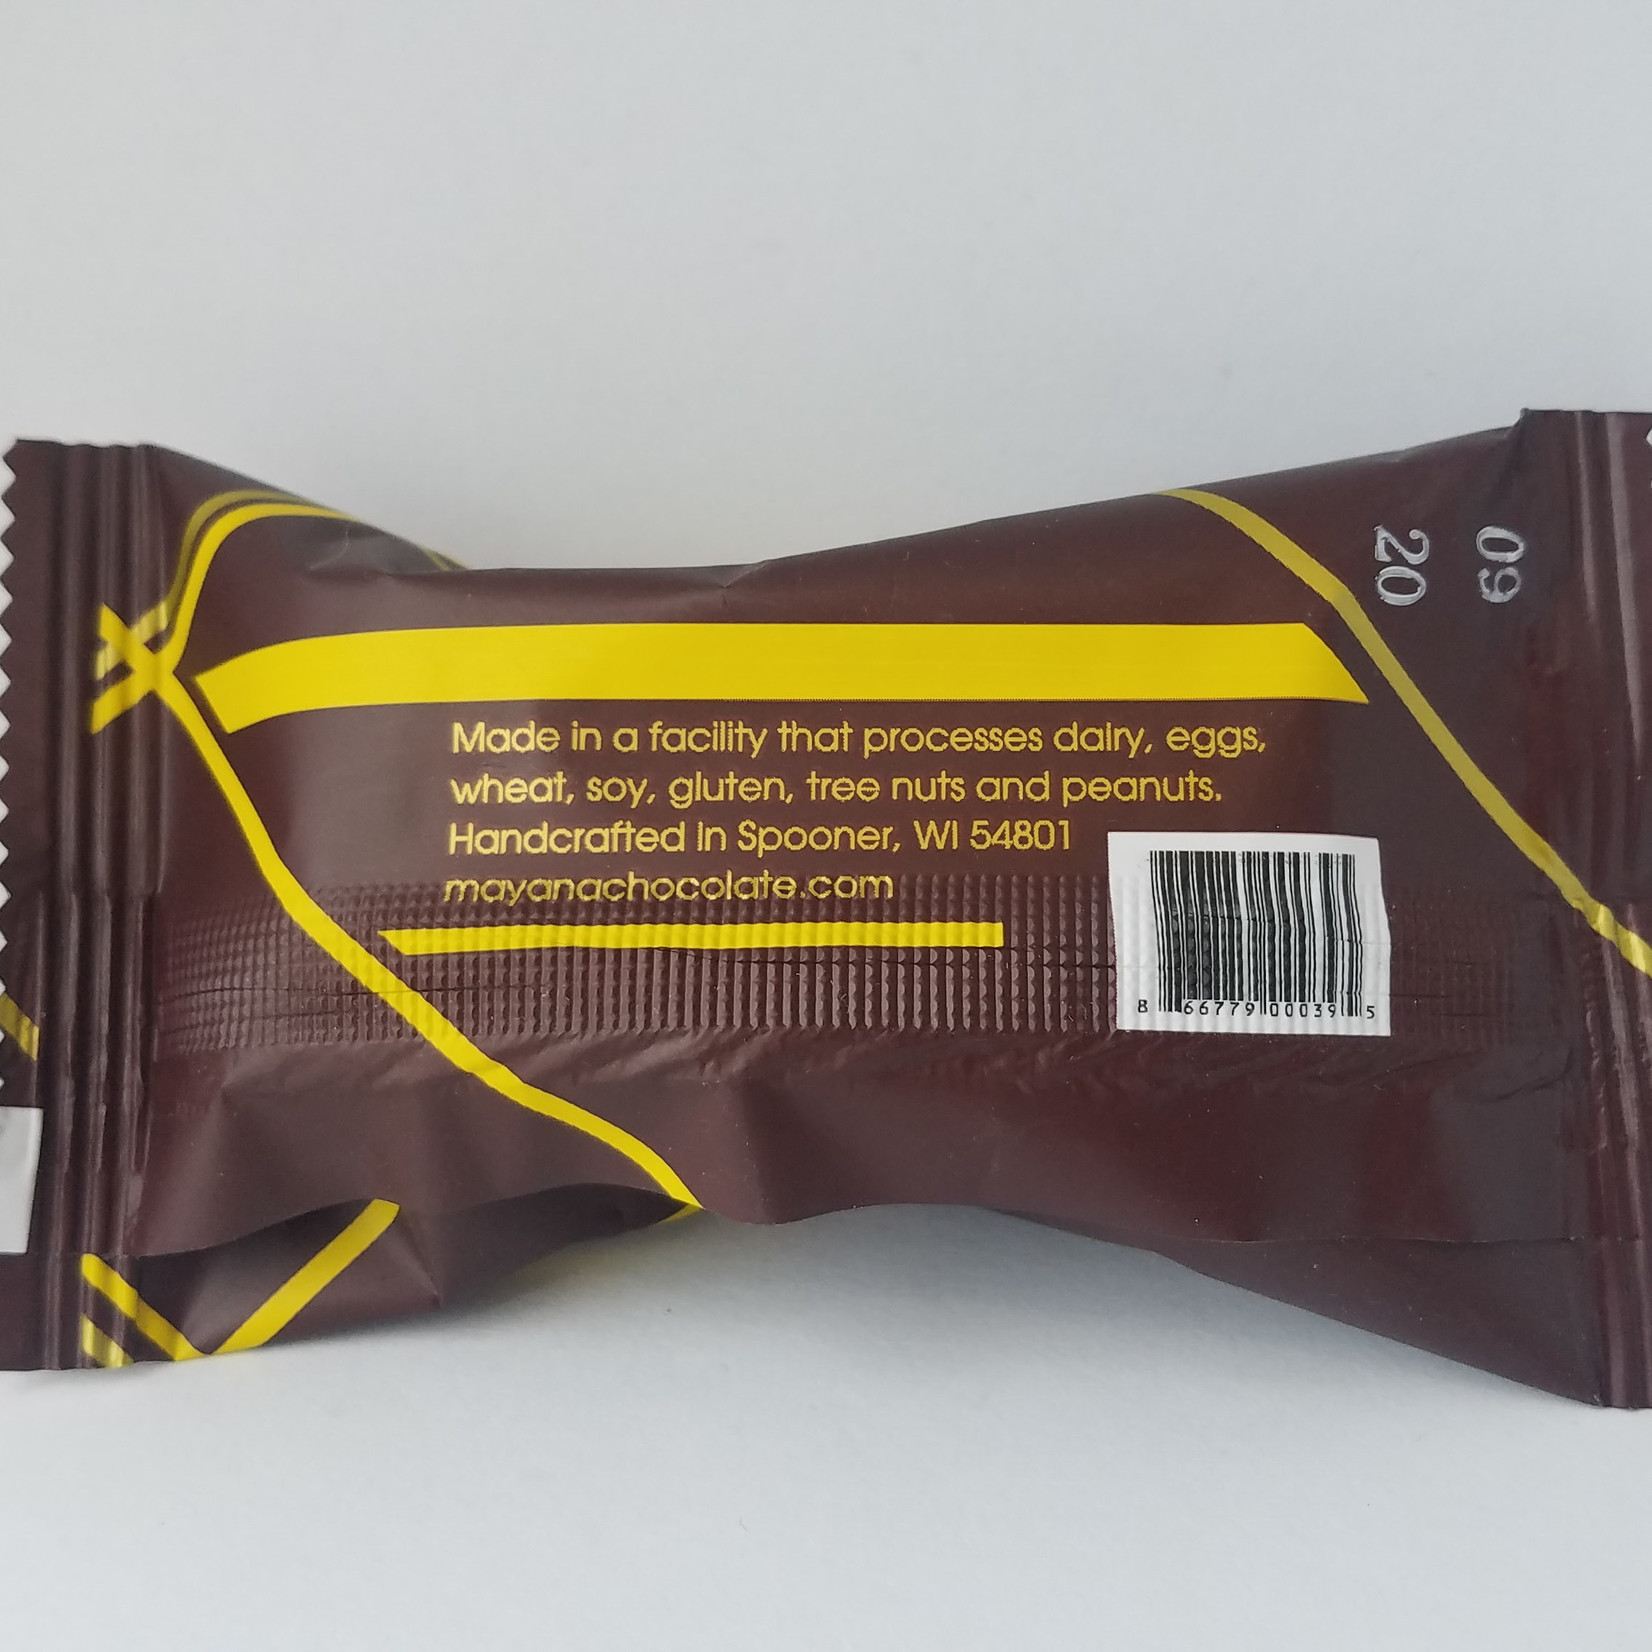 Made in a facility that processes dairy, eggs,
wheat, soy, gluten, tree nuts and peanuts.
Handcrafted in Spooner, WI 54801
mayanachocolate.com
8 66779 00039 5
09
20